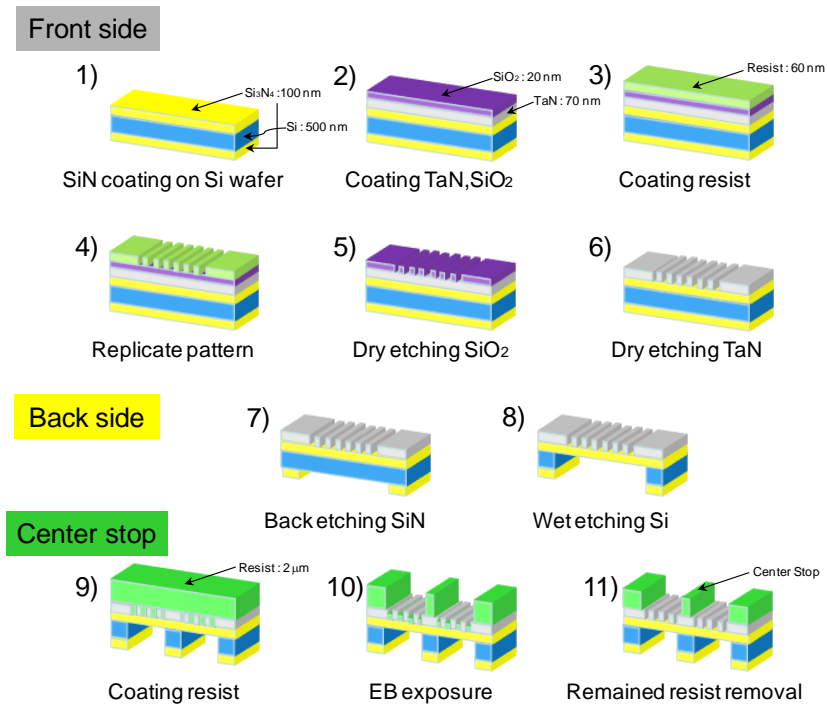 Front side
1)
Si₃N₄ : 100 nm
Si : 500 nm
SiN coating on Si wafer
2)
SiO₂ : 20 nm
TaN : 70 nm
Coating TaN,SiO₂
3)
Resist : 60 nm
Coating resist
4)
Replicate pattern
5)
Dry etching SiO₂
6)
Dry etching TaN
Back side
7)
Back etching SiN
8)
Wet etching Si
Center stop
9)
Resist : 2 μm
Coating resist
10)
EB exposure
11)
Center Stop
Remained resist removal